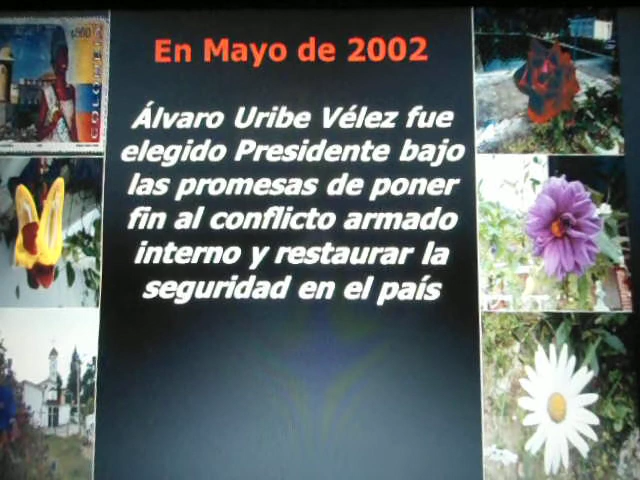 En Mayo de 2002
Álvaro Uribe Vélez fue
elegido Presidente bajo
las promesas de poner
fin al conflicto armado
interno y restaurar la
seguridad en el país
COLOMBIA